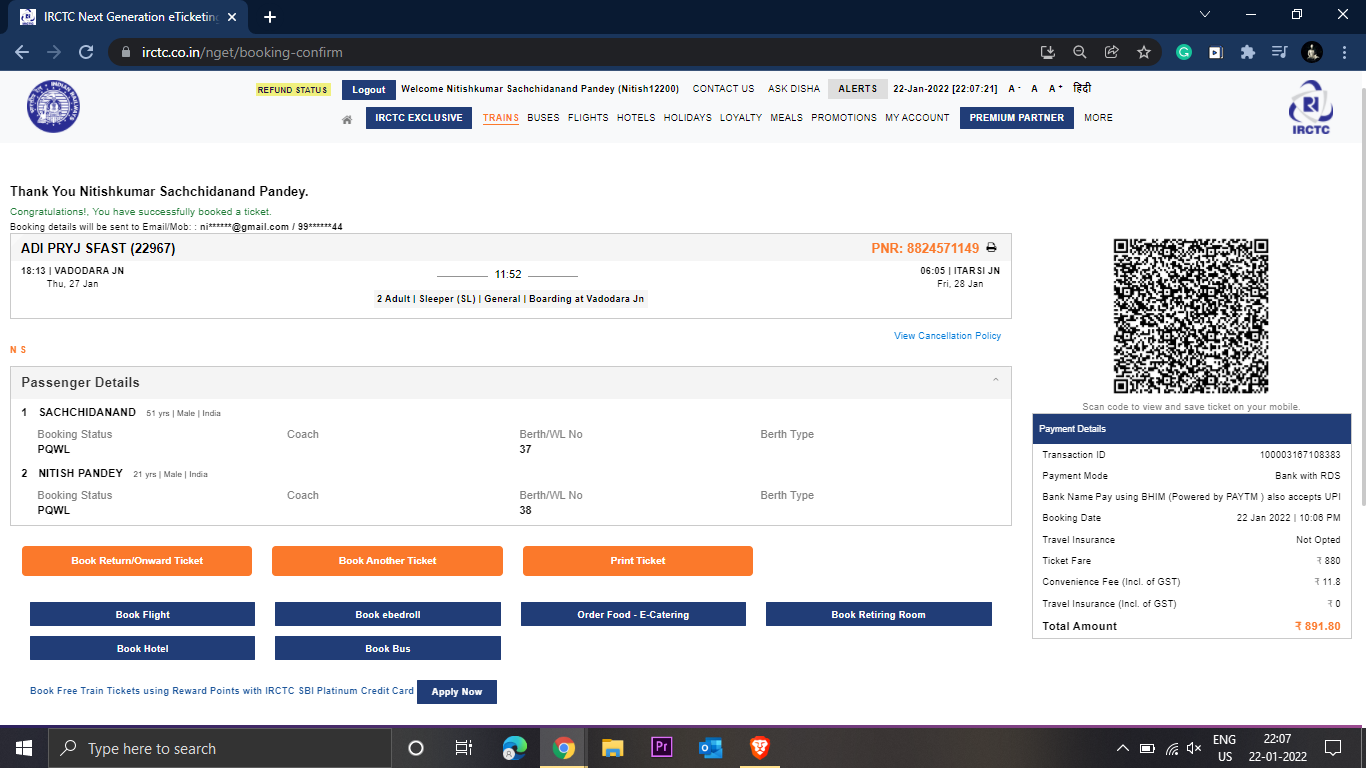 IRCTC Next Generation eTicketing
irctc.co.in/nget/booking-confirm
REFUND STATUS Logout Welcome Nitishkumar Sachchidanand Pandey (Nitish12200) CONTACT US ASK DISHA ALERTS 22-Jan-2022 [22:07:21] A- A A+ हिंदी
IRCTC EXCLUSIVE TRAINS BUSES FLIGHTS HOTELS HOLIDAYS LOYALTY MEALS PROMOTIONS MY ACCOUNT PREMIUM PARTNER MORE
IRCTC
Thank You Nitishkumar Sachchidanand Pandey.
Congratulations!, You have successfully booked a ticket.
Booking details will be sent to Email/Mob: : ni******@gmail.com / 99******44
ADI PRYJ SFAST (22967) PNR: 8824571149
18:13 | VADODARA JN 11:52 06:05 | ITARSI JN
Thu, 27 Jan Fri, 28 Jan
2 Adult | Sleeper (SL) | General | Boarding at Vadodara Jn
View Cancellation Policy
N S
Passenger Details
1 SACHCHIDANAND 51 yrs | Male | India
Booking Status Coach Berth/WL No Berth Type
PQWL 37
2 NITISH PANDEY 21 yrs | Male | India
Booking Status Coach Berth/WL No Berth Type
PQWL 38
Book Return/Onward Ticket Book Another Ticket Print Ticket
Book Flight Book ebedroll Order Food - E-Catering Book Retiring Room
Book Hotel Book Bus
Book Free Train Tickets using Reward Points with IRCTC SBI Platinum Credit Card Apply Now
Scan code to view and save ticket on your mobile.
Payment Details
Transaction ID 100003167108383
Payment Mode Bank with RDS
Bank Name Pay using BHIM (Powered by PAYTM ) also accepts UPI
Booking Date 22 Jan 2022 | 10:06 PM
Travel Insurance Not Opted
Ticket Fare ₹ 880
Convenience Fee (Incl. of GST) ₹ 11.8
Travel Insurance (Incl. of GST) ₹ 0
Total Amount ₹ 891.80
Type here to search
Pr
ENG 22:07
US 22-01-2022